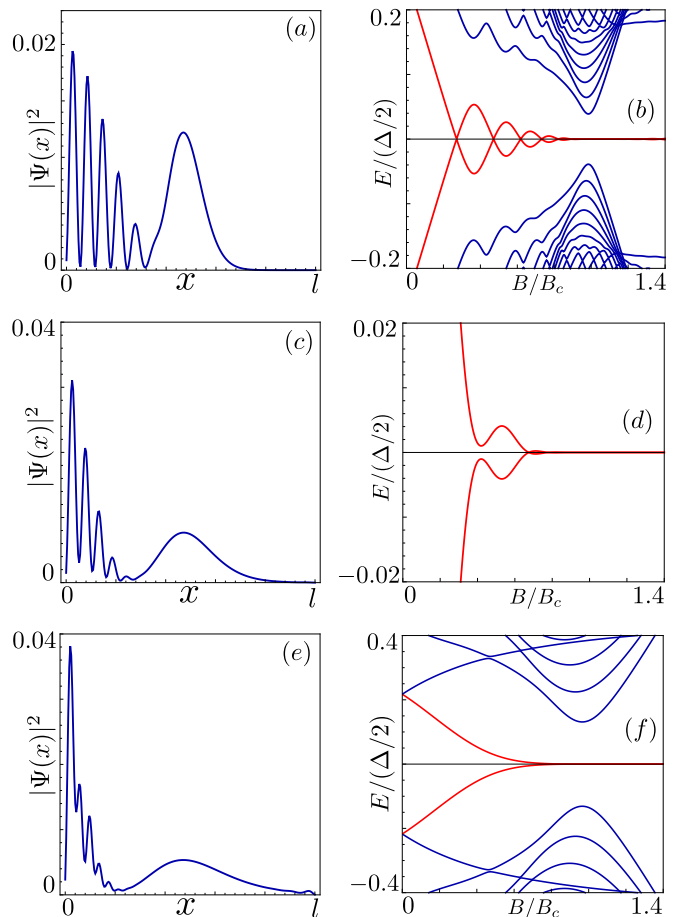 (a)
0.02
|Ψ(x)|²
0
0
x
l
0.2
(b)
E/(Δ/2)
−0.2
0
B/B_c
1.4
(c)
0.04
|Ψ(x)|²
0
0
x
l
0.02
(d)
E/(Δ/2)
−0.02
0
B/B_c
1.4
(e)
0.04
|Ψ(x)|²
0
0
x
l
0.4
(f)
E/(Δ/2)
−0.4
0
B/B_c
1.4